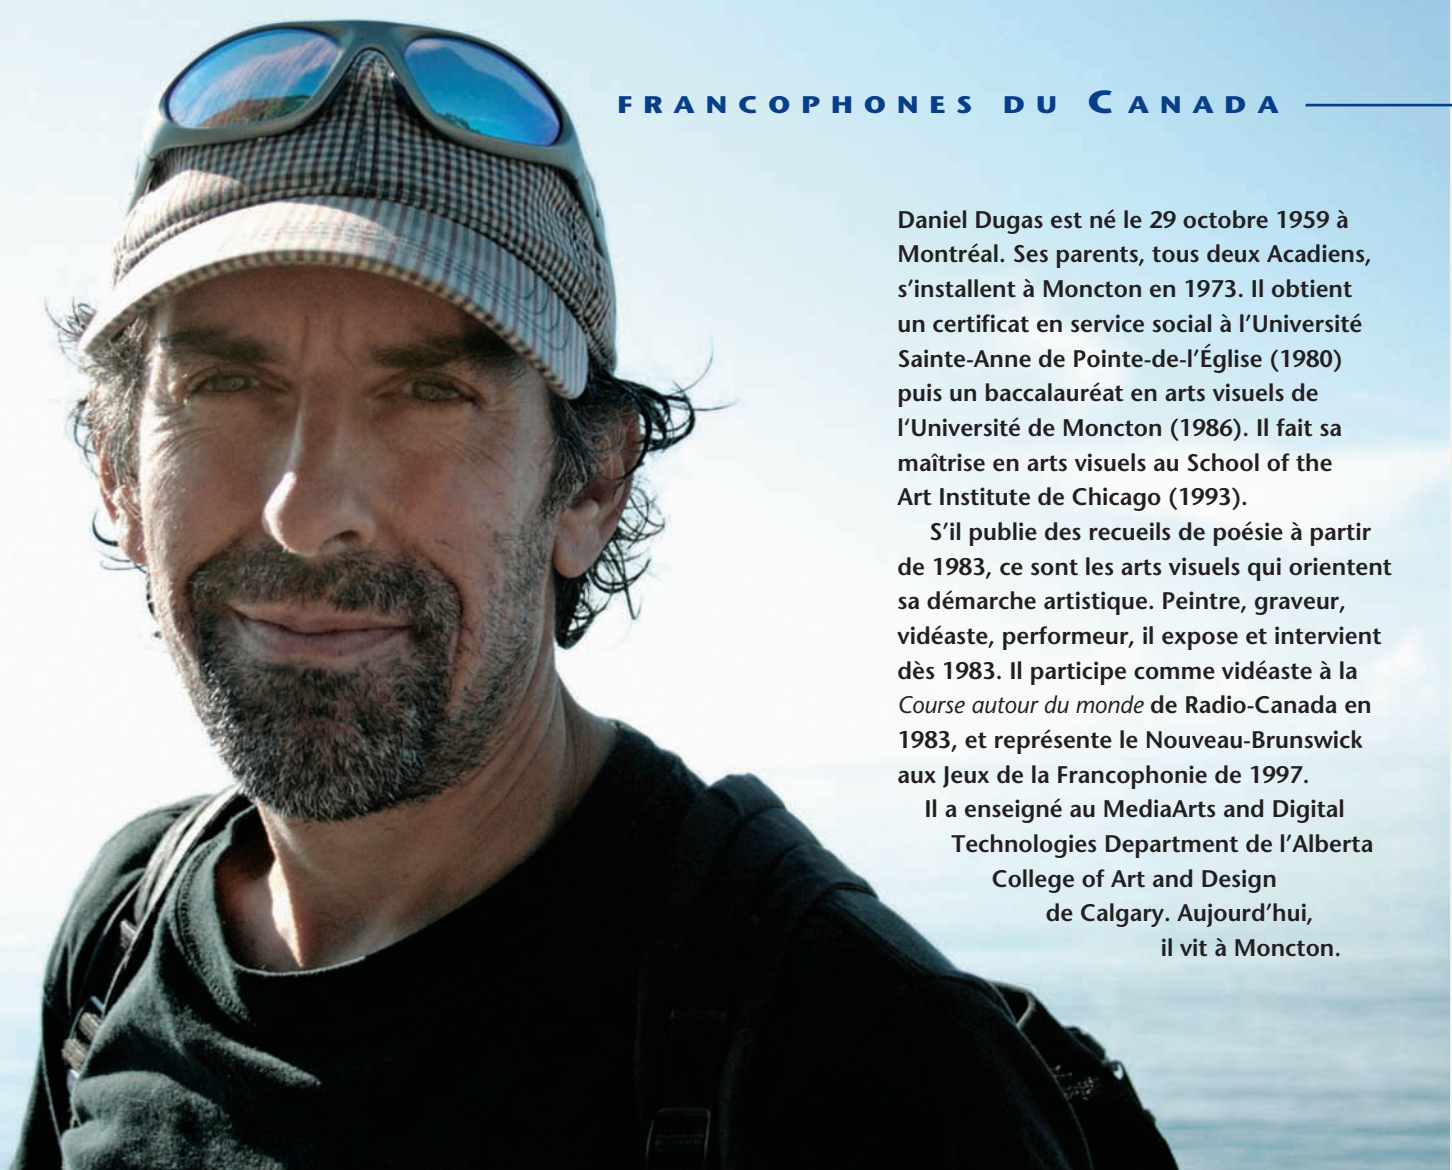 FRANCOPHONES DU CANADA
Daniel Dugas est né le 29 octobre 1959 à
Montréal. Ses parents, tous deux Acadiens,
s’installent à Moncton en 1973. Il obtient
un certificat en service social à l’Université
Sainte-Anne de Pointe-de-l’Église (1980)
puis un baccalauréat en arts visuels de
l’Université de Moncton (1986). Il fait sa
maîtrise en arts visuels au School of the
Art Institute de Chicago (1993).
S’il publie des recueils de poésie à partir
de 1983, ce sont les arts visuels qui orientent
sa démarche artistique. Peintre, graveur,
vidéaste, performeur, il expose et intervient
dès 1983. Il participe comme vidéaste à la
Course autour du monde de Radio-Canada en
1983, et représente le Nouveau-Brunswick
aux Jeux de la Francophonie de 1997.
Il a enseigné au MediaArts and Digital
Technologies Department de l’Alberta
College of Art and Design
de Calgary. Aujourd’hui,
il vit à Moncton.